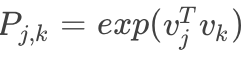 P_{j,k} = exp(v_j^T v_k)